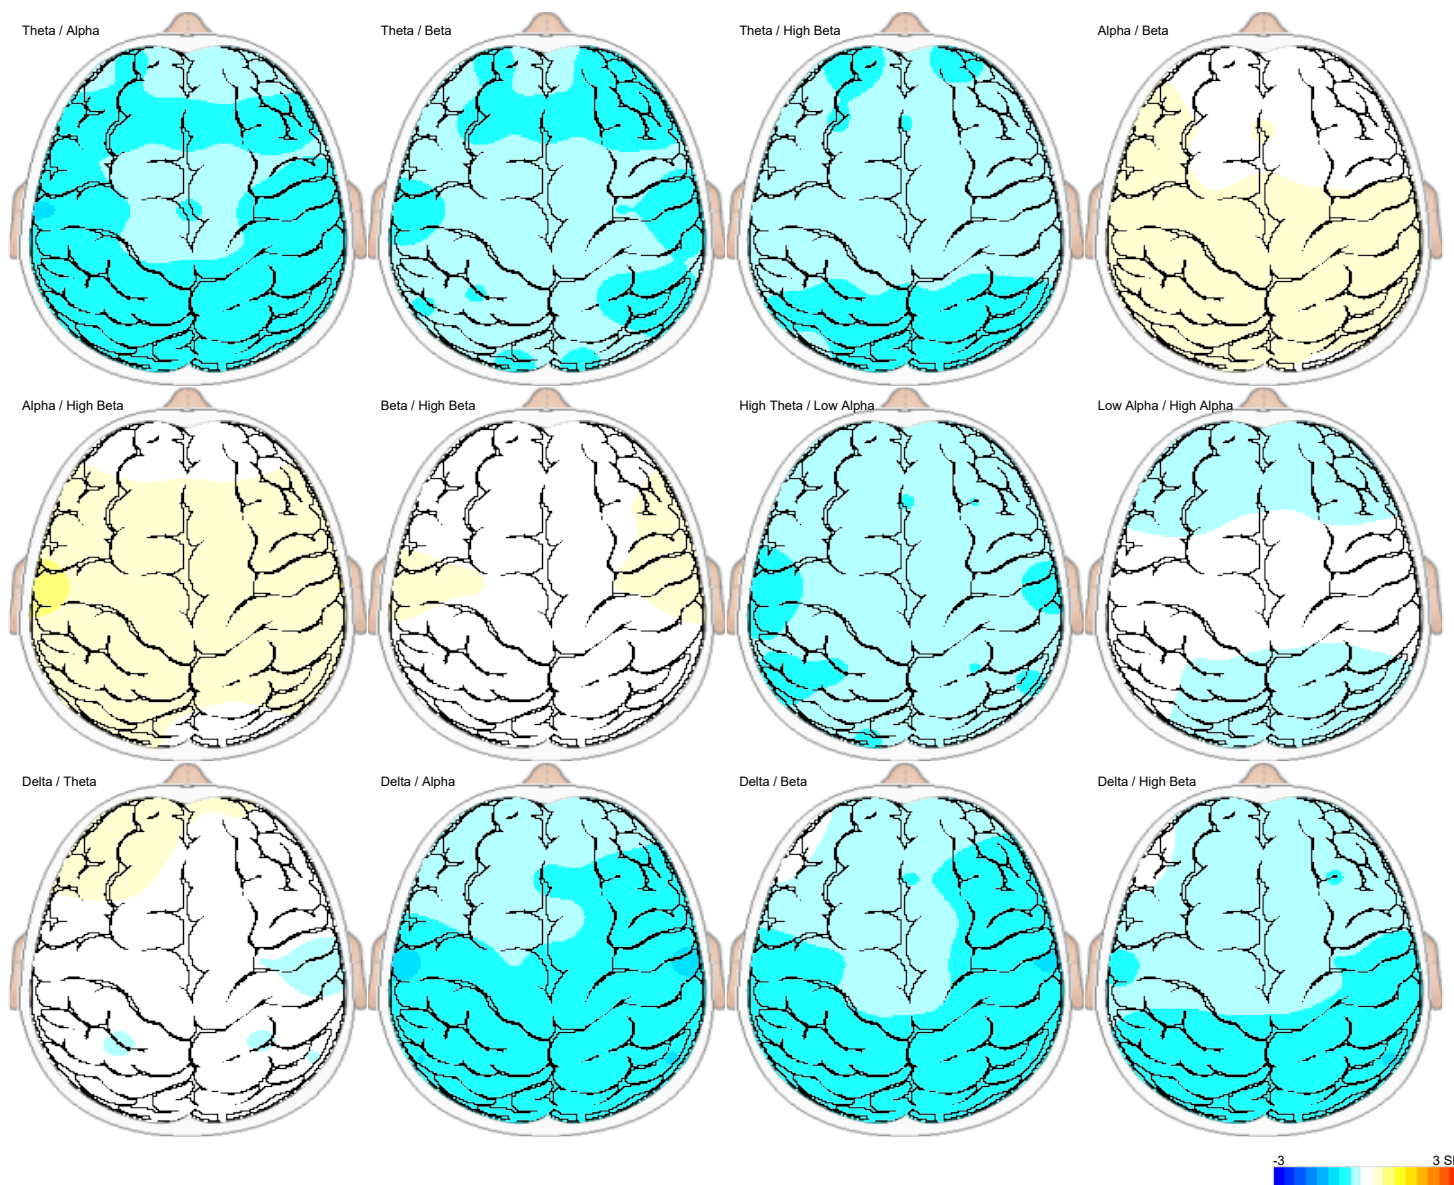 Theta / Alpha
Theta / Beta
Theta / High Beta
Alpha / Beta
Alpha / High Beta
Beta / High Beta
High Theta / Low Alpha
Low Alpha / High Alpha
Delta / Theta
Delta / Alpha
Delta / Beta
Delta / High Beta
-3 3 S